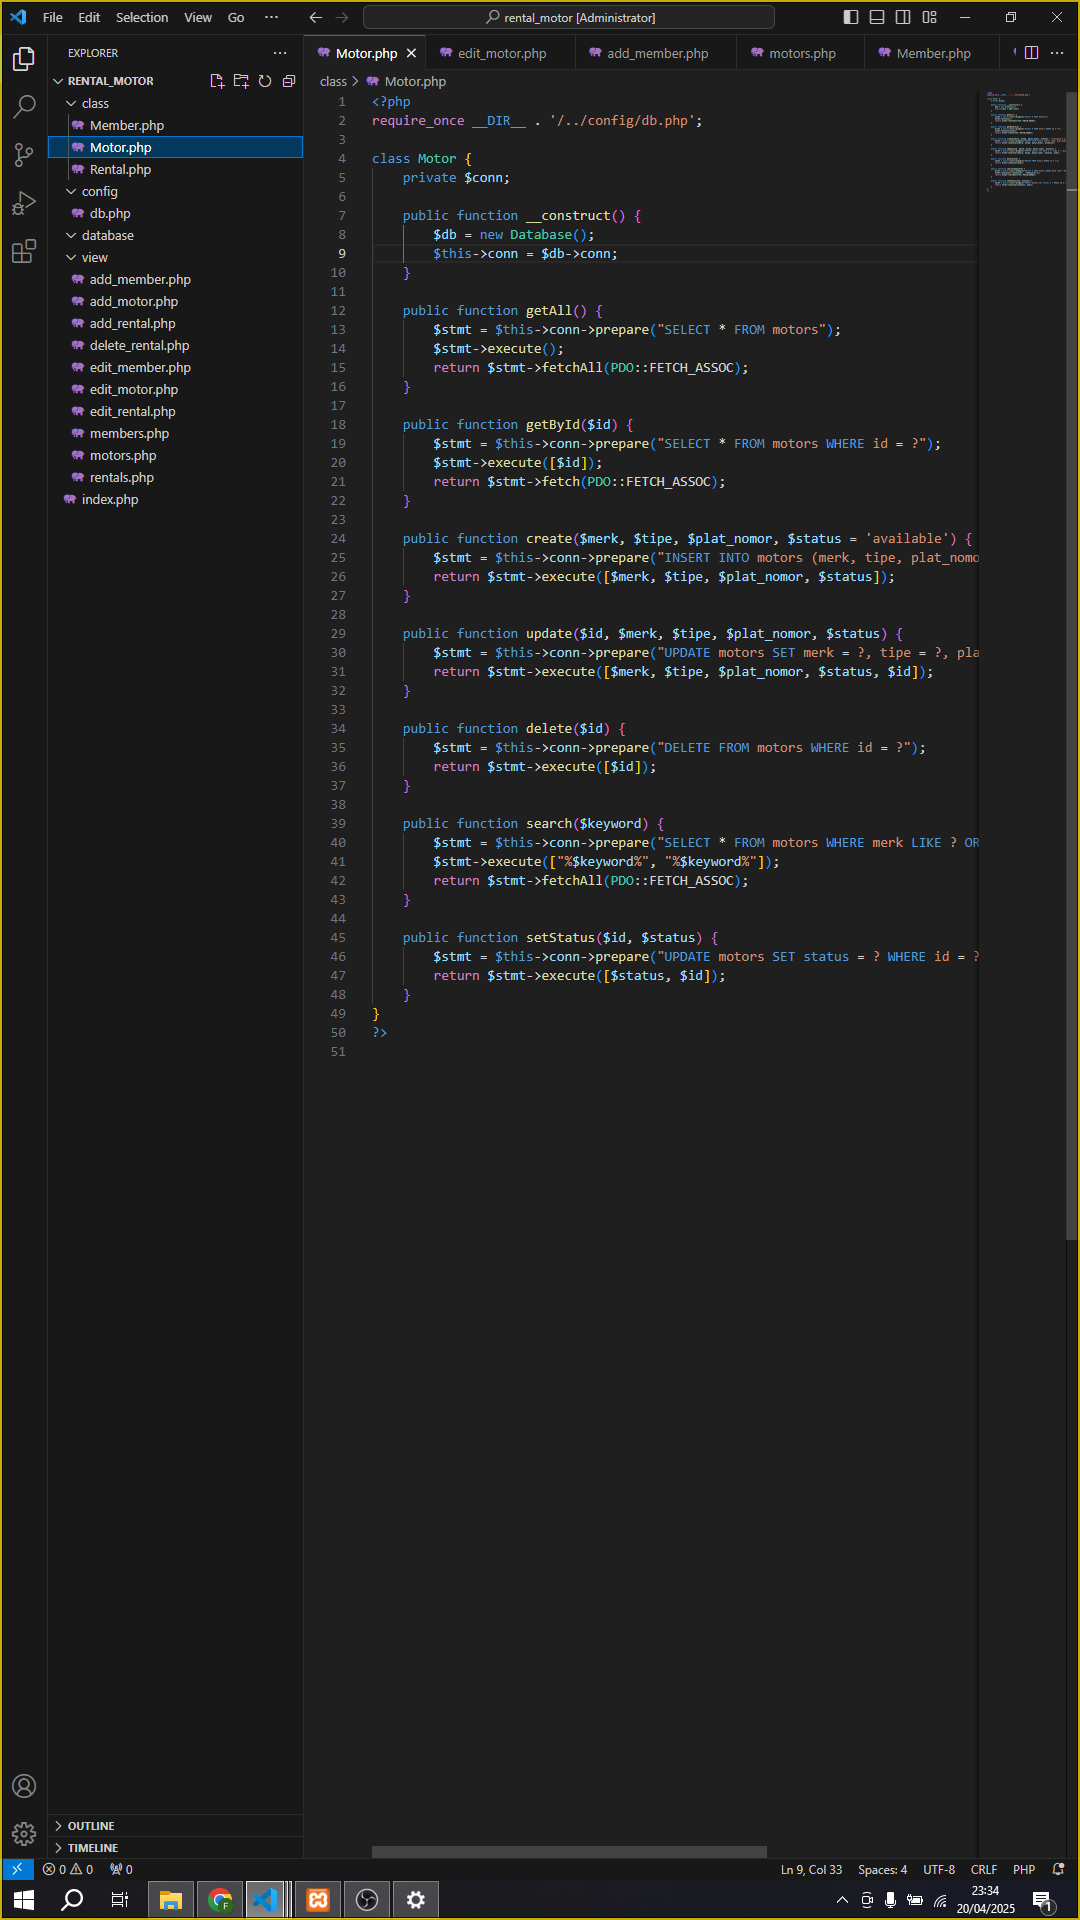 File Edit Selection View Go ··· rental_motor [Administrator]
EXPLORER
RENTAL_MOTOR
class
Member.php
Motor.php
Rental.php
config
db.php
database
view
add_member.php
add_motor.php
add_rental.php
delete_rental.php
edit_member.php
edit_motor.php
edit_rental.php
members.php
motors.php
rentals.php
index.php
OUTLINE
TIMELINE
Motor.php edit_motor.php add_member.php motors.php Member.php
class > Motor.php
1 <?php
2 require_once __DIR__ . '/../config/db.php';
3
4 class Motor {
5 private $conn;
6
7 public function __construct() {
8 $db = new Database();
9 $this->conn = $db->conn;
10 }
11
12 public function getAll() {
13 $stmt = $this->conn->prepare("SELECT * FROM motors");
14 $stmt->execute();
15 return $stmt->fetchAll(PDO::FETCH_ASSOC);
16 }
17
18 public function getById($id) {
19 $stmt = $this->conn->prepare("SELECT * FROM motors WHERE id = ?");
20 $stmt->execute([$id]);
21 return $stmt->fetch(PDO::FETCH_ASSOC);
22 }
23
24 public function create($merk, $tipe, $plat_nomor, $status = 'available') {
25 $stmt = $this->conn->prepare("INSERT INTO motors (merk, tipe, plat_nomo
26 return $stmt->execute([$merk, $tipe, $plat_nomor, $status]);
27 }
28
29 public function update($id, $merk, $tipe, $plat_nomor, $status) {
30 $stmt = $this->conn->prepare("UPDATE motors SET merk = ?, tipe = ?, pla
31 return $stmt->execute([$merk, $tipe, $plat_nomor, $status, $id]);
32 }
33
34 public function delete($id) {
35 $stmt = $this->conn->prepare("DELETE FROM motors WHERE id = ?");
36 return $stmt->execute([$id]);
37 }
38
39 public function search($keyword) {
40 $stmt = $this->conn->prepare("SELECT * FROM motors WHERE merk LIKE ? OR
41 $stmt->execute(["%$keyword%", "%$keyword%"]);
42 return $stmt->fetchAll(PDO::FETCH_ASSOC);
43 }
44
45 public function setStatus($id, $status) {
46 $stmt = $this->conn->prepare("UPDATE motors SET status = ? WHERE id = ?
47 return $stmt->execute([$status, $id]);
48 }
49 }
50 ?>
51
0 0 0 Ln 9, Col 33 Spaces: 4 UTF-8 CRLF PHP
23:34
20/04/2025
1